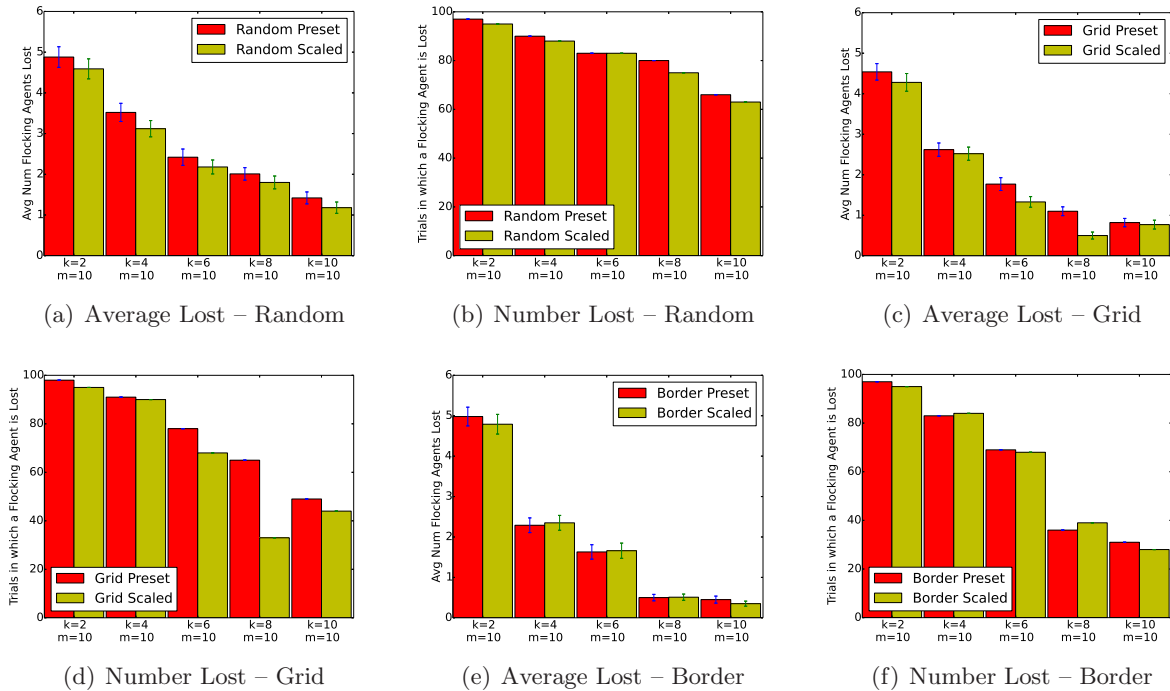 6
5
4
3
2
1
0
Avg Num Flocking Agents Lost
Random Preset
Random Scaled
k=2 k=4 k=6 k=8 k=10
m=10 m=10 m=10 m=10 m=10
(a) Average Lost – Random
100
80
60
40
20
0
Trials in which a Flocking Agent is Lost
Random Preset
Random Scaled
k=2 k=4 k=6 k=8 k=10
m=10 m=10 m=10 m=10 m=10
(b) Number Lost – Random
6
5
4
3
2
1
0
Avg Num Flocking Agents Lost
Grid Preset
Grid Scaled
k=2 k=4 k=6 k=8 k=10
m=10 m=10 m=10 m=10 m=10
(c) Average Lost – Grid
100
80
60
40
20
0
Trials in which a Flocking Agent is Lost
Grid Preset
Grid Scaled
k=2 k=4 k=6 k=8 k=10
m=10 m=10 m=10 m=10 m=10
(d) Number Lost – Grid
6
5
4
3
2
1
0
Avg Num Flocking Agents Lost
Border Preset
Border Scaled
k=2 k=4 k=6 k=8 k=10
m=10 m=10 m=10 m=10 m=10
(e) Average Lost – Border
100
80
60
40
20
0
Trials in which a Flocking Agent is Lost
Border Preset
Border Scaled
k=2 k=4 k=6 k=8 k=10
m=10 m=10 m=10 m=10 m=10
(f) Number Lost – Border